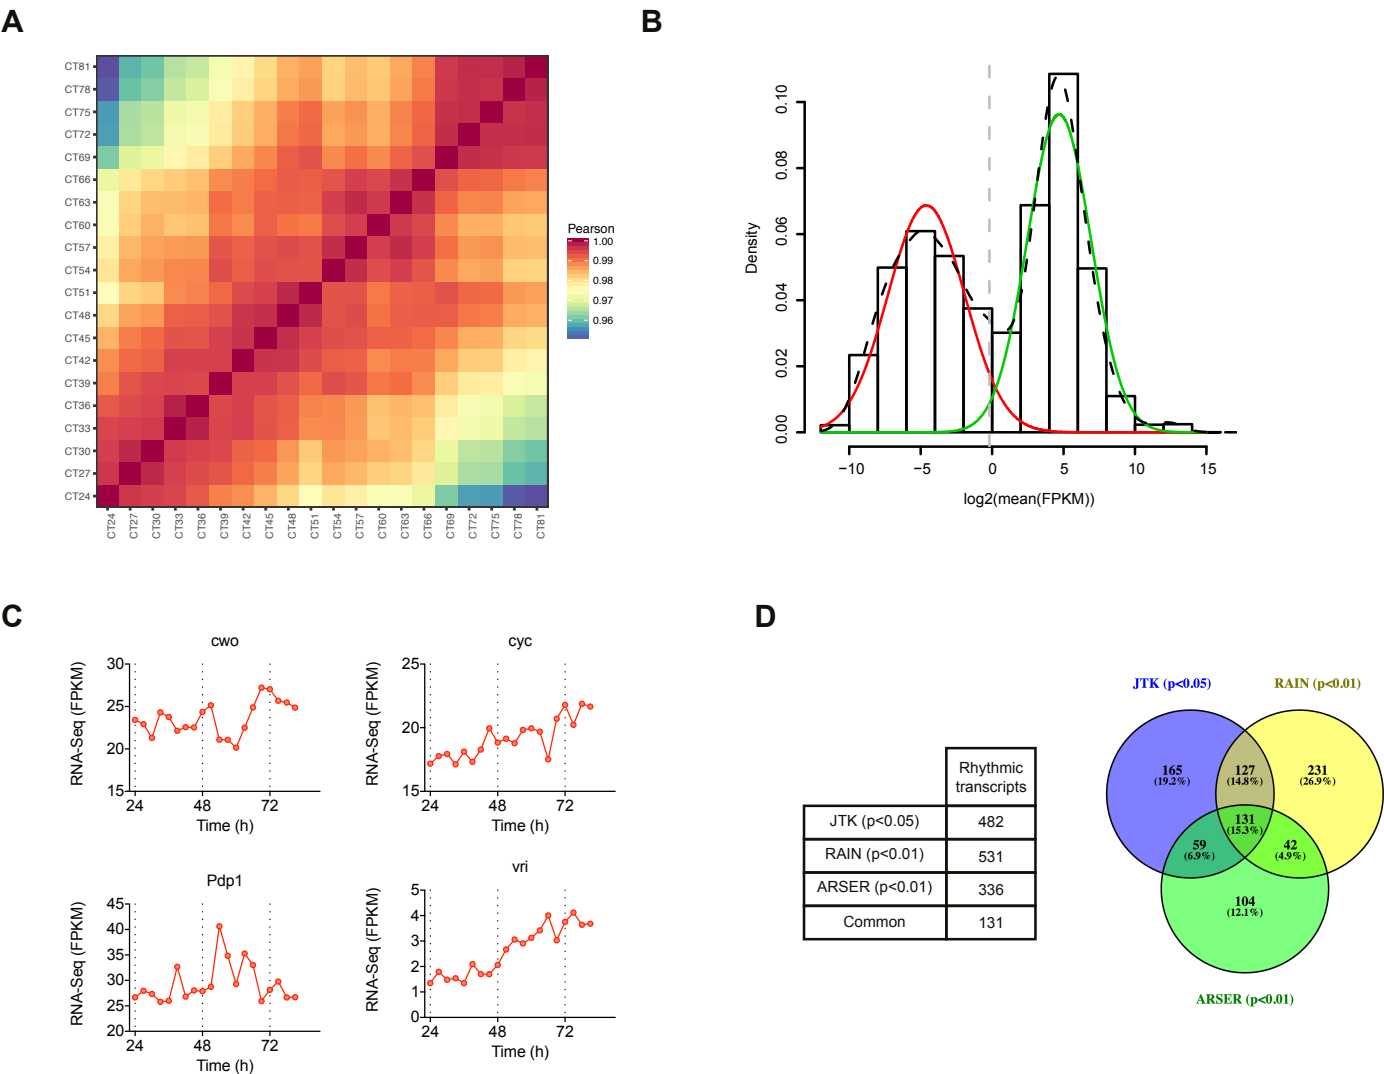 A
CT81
CT78
CT75
CT72
CT69
CT66
CT63
CT60
CT57
CT54
CT51
CT48
CT45
CT42
CT39
CT36
CT33
CT30
CT27
CT24
CT24
CT27
CT30
CT33
CT36
CT39
CT42
CT45
CT48
CT51
CT54
CT57
CT60
CT63
CT66
CT69
CT72
CT75
CT78
CT81
Pearson
1.00
0.99
0.98
0.97
0.96
B
Density
0.10
0.08
0.06
0.04
0.02
0.00
−10 −5 0 5 10 15
log2(mean(FPKM))
C
cwo
RNA-Seq (FPKM)
30
25
20
15
24 48 72
Time (h)
cyc
RNA-Seq (FPKM)
25
20
15
24 48 72
Time (h)
Pdp1
RNA-Seq (FPKM)
45
40
35
30
25
20
24 48 72
Time (h)
vri
RNA-Seq (FPKM)
5
4
3
2
1
0
24 48 72
Time (h)
D
Rhythmic
transcripts
JTK (p<0.05) 482
RAIN (p<0.01) 531
ARSER (p<0.01) 336
Common 131
JTK (p<0.05)
RAIN (p<0.01)
165
(19.2%)
127
(14.8%)
231
(26.9%)
131
(15.3%)
59
(6.9%)
42
(4.9%)
104
(12.1%)
ARSER (p<0.01)